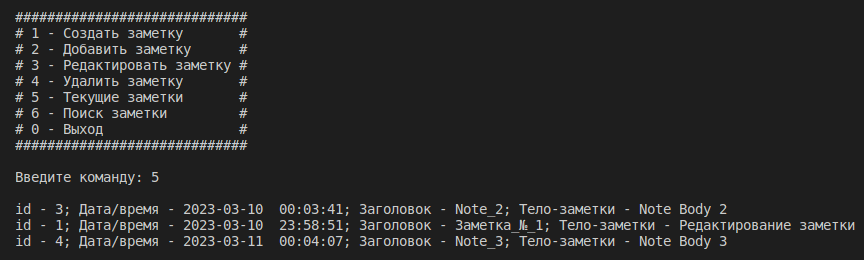 #############################
# 1 - Создать заметку       #
# 2 - Добавить заметку      #
# 3 - Редактировать заметку #
# 4 - Удалить заметку       #
# 5 - Текущие заметки       #
# 6 - Поиск заметки         #
# 0 - Выход                 #
#############################
Введите команду: 5
id - 3; Дата/время - 2023-03-10  00:03:41; Заголовок - Note_2; Тело-заметки - Note Body 2
id - 1; Дата/время - 2023-03-10  23:58:51; Заголовок - Заметка_№_1; Тело-заметки - Редактирование заметки
id - 4; Дата/время - 2023-03-11  00:04:07; Заголовок - Note_3; Тело-заметки - Note Body 3